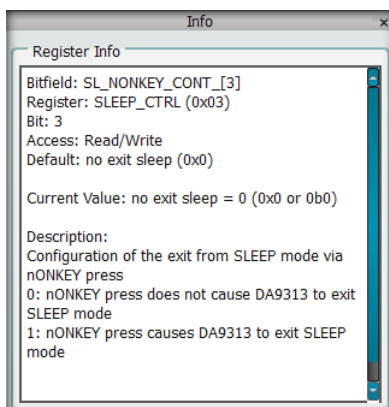 Info
x
Register Info
Bitfield: SL_NONKEY_CONT_[3]
Register: SLEEP_CTRL (0x03)
Bit: 3
Access: Read/Write
Default: no exit sleep (0x0)
Current Value: no exit sleep = 0 (0x0 or 0b0)
Description:
Configuration of the exit from SLEEP mode via
nONKEY press
0: nONKEY press does not cause DA9313 to exit
SLEEP mode
1: nONKEY press causes DA9313 to exit SLEEP
mode